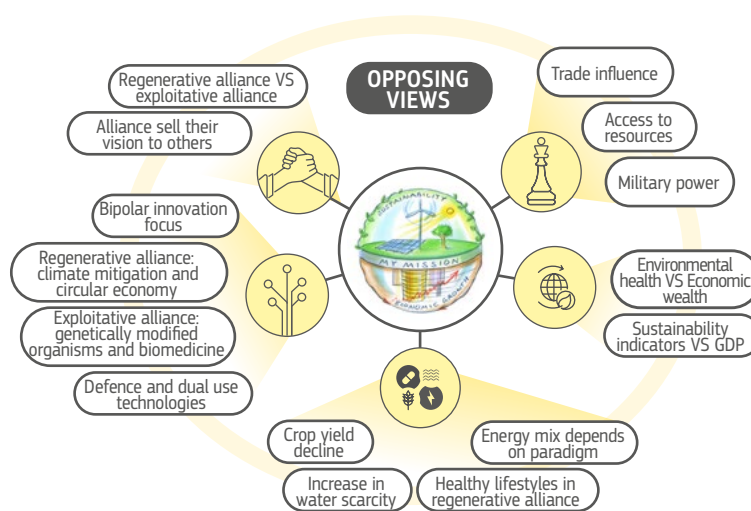 OPPOSING
VIEWS
Regenerative alliance VS
exploitative alliance
Alliance sell their
vision to others
Trade influence
Access to
resources
Military power
Bipolar innovation
focus
Regenerative alliance:
climate mitigation and
circular economy
Exploitative alliance:
genetically modified
organisms and biomedicine
Defence and dual use
technologies
SUSTAINABILITY
MY MISSION
ECONOMIC GROWTH
Environmental
health VS Economic
wealth
Sustainability
indicators VS GDP
Crop yield
decline
Increase in
water scarcity
Energy mix depends
on paradigm
Healthy lifestyles in
regenerative alliance